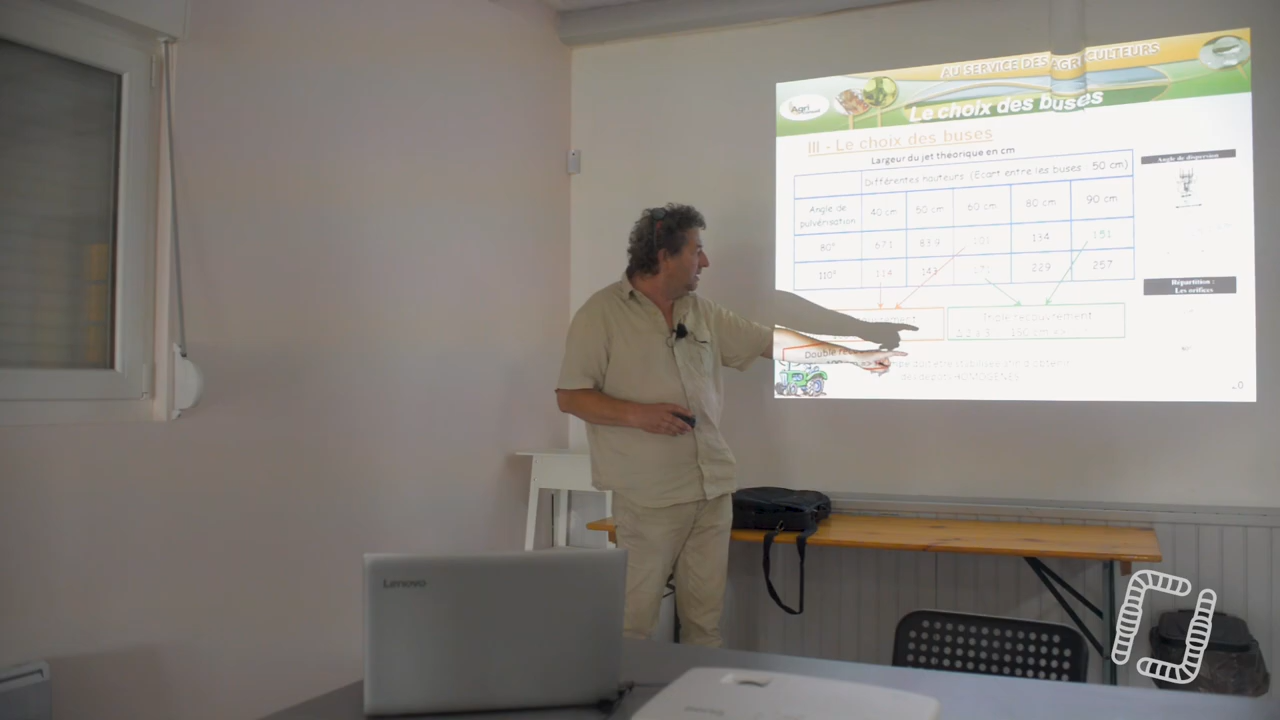 AU SERVICE DES AGRICULTEURS
Agri
Le choix des buses
III - Le choix des buses
Largeur du jet théorique en cm
Angle de dispersion
Différentes hauteurs (Ecart entre les buses : 50 cm)
Angle de pulvérisation
40 cm 50 cm 60 cm 80 cm 90 cm
80° 67.1 83.9 101 134 151
110° 114 143 171 229 257
Répartition :
Les orifices
Triple recouvrement
Double
Lenovo